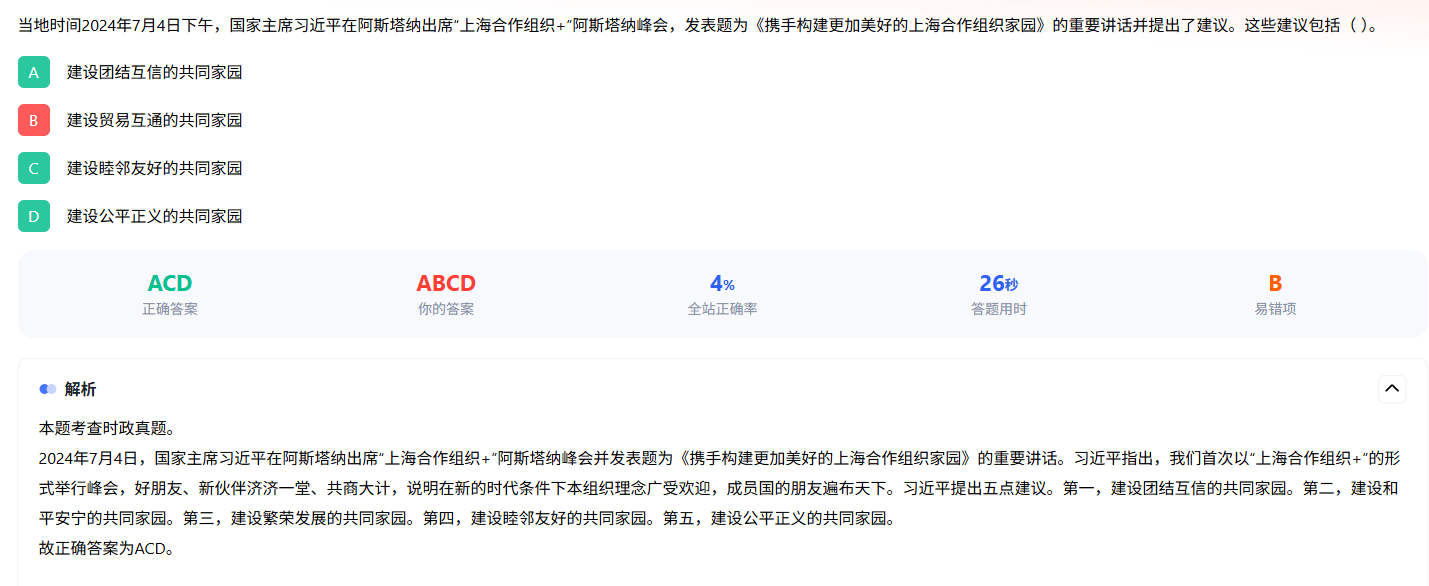 当地时间2024年7月4日下午，国家主席习近平在阿斯塔纳出席“上海合作组织+”阿斯塔纳峰会，发表题为《携手构建更加美好的上海合作组织家园》的重要讲话并提出了建议。这些建议包括（ ）。
A 建设团结互信的共同家园
B 建设贸易互通的共同家园
C 建设睦邻友好的共同家园
D 建设公平正义的共同家园
ACD ABCD 4% 26秒 B
正确答案 你的答案 全站正确率 答题用时 易错项
解析
本题考查时政真题。
2024年7月4日，国家主席习近平在阿斯塔纳出席“上海合作组织+”阿斯塔纳峰会并发表题为《携手构建更加美好的上海合作组织家园》的重要讲话。习近平指出，我们首次以“上海合作组织+”的形
式举行峰会，好朋友、新伙伴济济一堂、共商大计，说明在新的时代条件下本组织理念广受欢迎，成员国的朋友遍布天下。习近平提出五点建议。第一，建设团结互信的共同家园。第二，建设和
平安宁的共同家园。第三，建设繁荣发展的共同家园。第四，建设睦邻友好的共同家园。第五，建设公平正义的共同家园。
故正确答案为ACD。